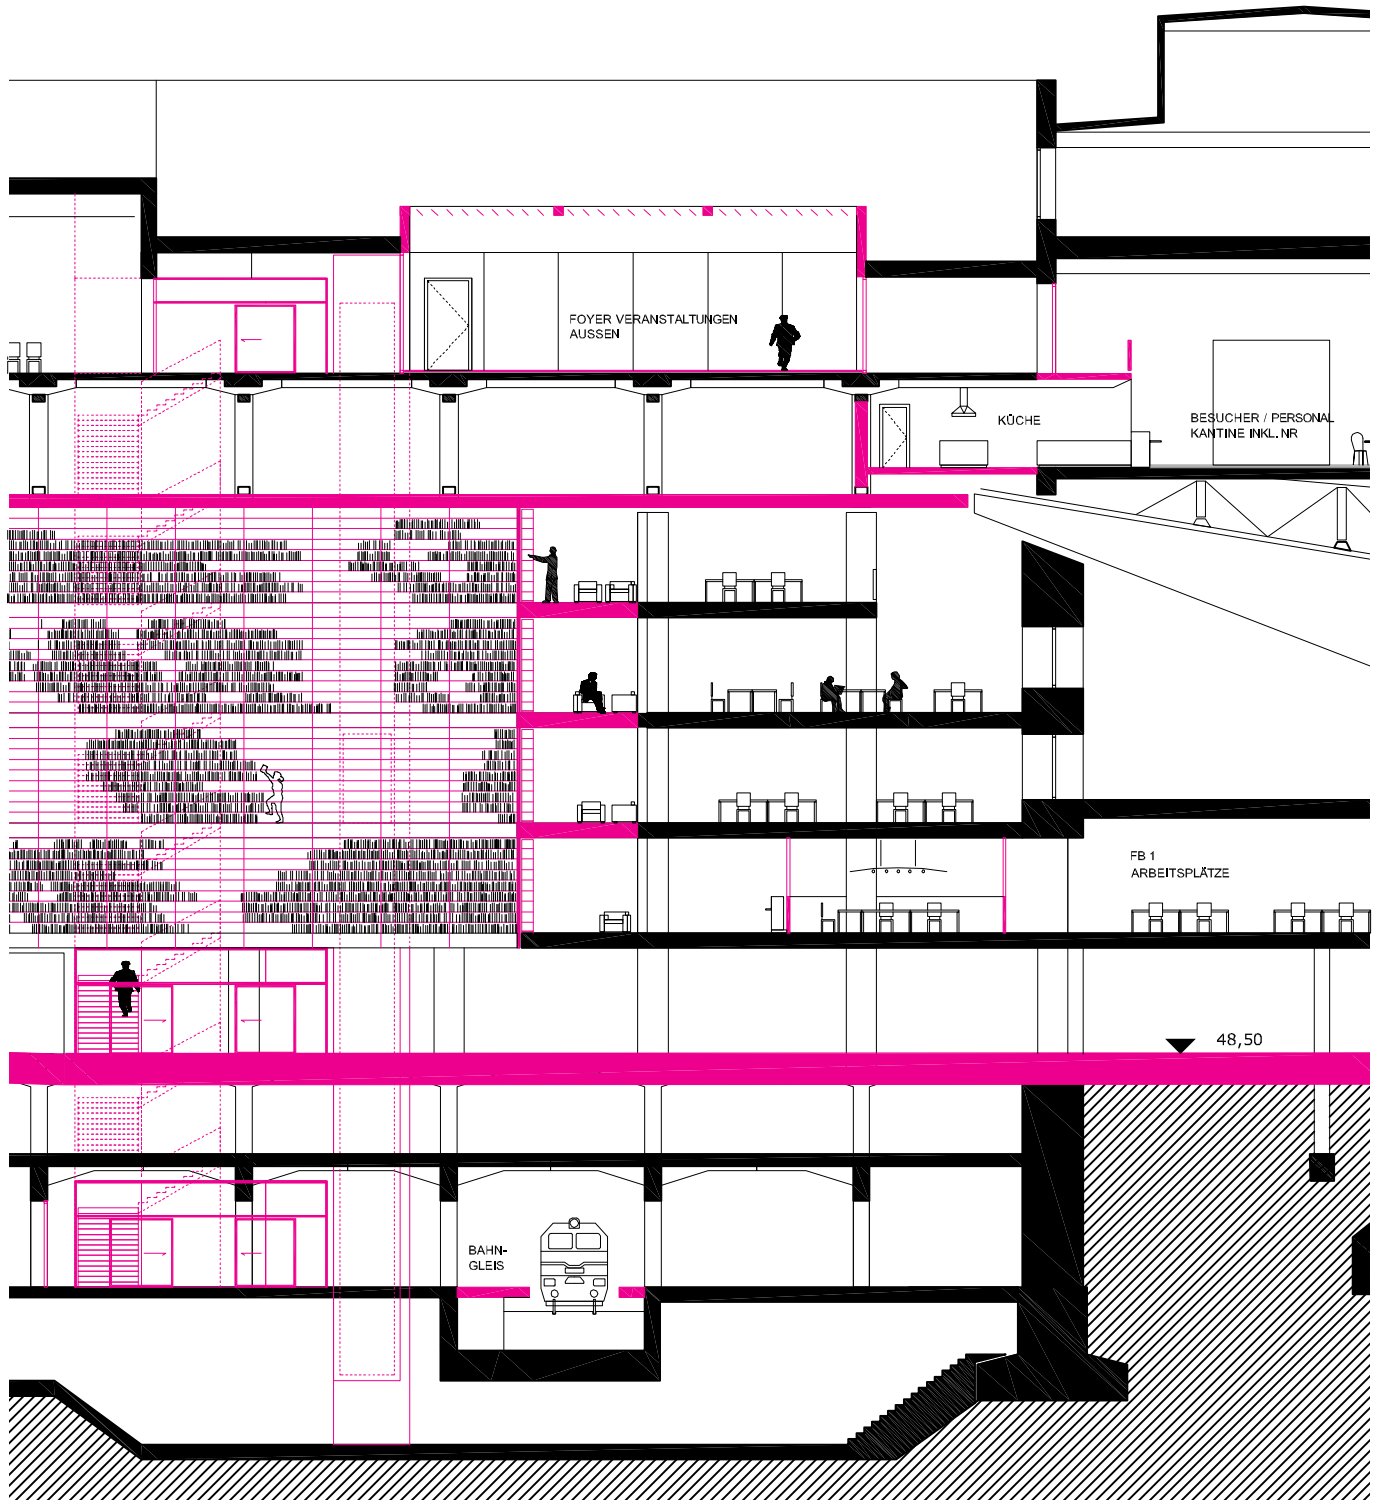 FOYER VERANSTALTUNGEN
AUSSEN
KÜCHE
BESUCHER / PERSONAL
KANTINE INKL. NR
FB 1
ARBEITSPLÄTZE
48,50
BAHN-
GLEIS